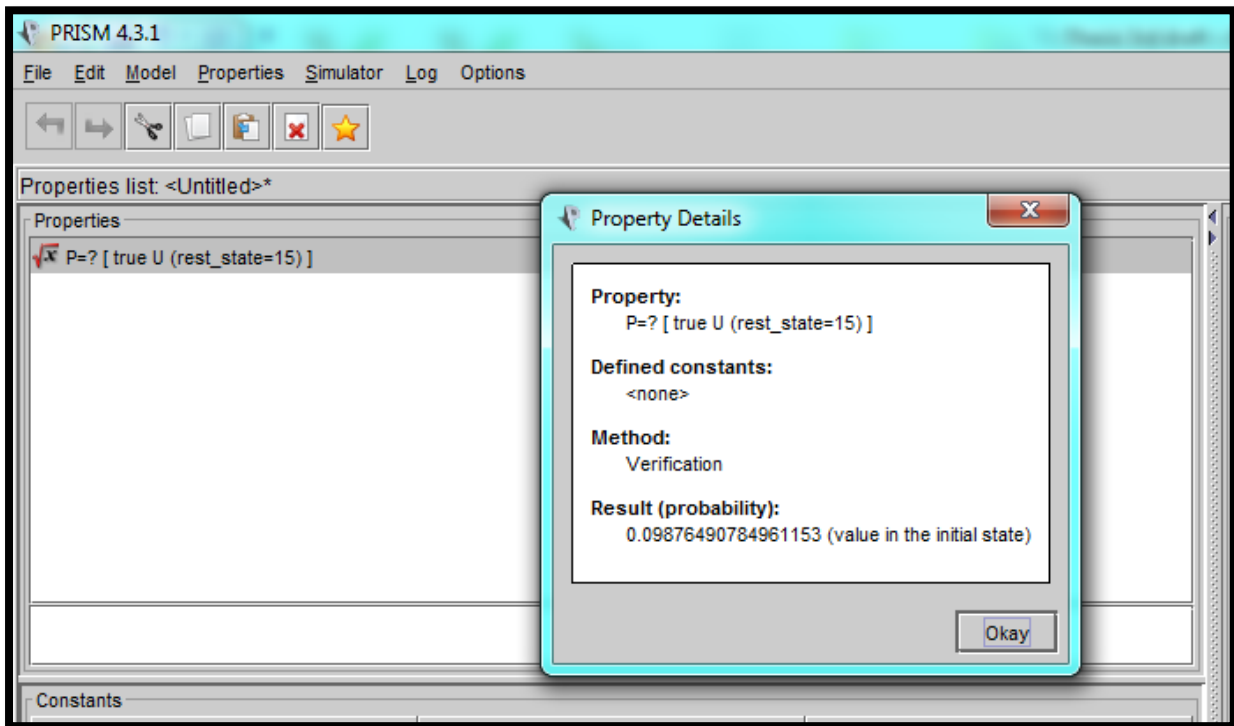 PRISM 4.3.1
File Edit Model Properties Simulator Log Options
Properties list: <Untitled>*
Properties
P=? [ true U (rest_state=15) ]
Property Details
Property:
P=? [ true U (rest_state=15) ]
Defined constants:
<none>
Method:
Verification
Result (probability):
0.09876490784961153 (value in the initial state)
Okay
Constants